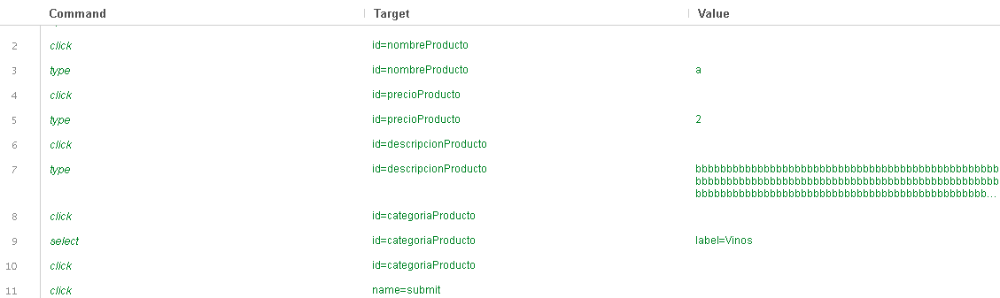 Command Target Value
2 click id=nombreProducto
3 type id=nombreProducto a
4 click id=precioProducto
5 type id=precioProducto 2
6 click id=descripcionProducto
7 type id=descripcionProducto bbbbbbbbbbbbbbbbbbbbbbbbbbbbbbbbbbbbbbbbbbbbbbbbb
bbbbbbbbbbbbbbbbbbbbbbbbbbbbbbbbbbbbbbbbbbbbbbbbb
bbbbbbbbbbbbbbbbbbbbbbbbbbbbbbbbbbbbbbbbbbbbbbb...
8 click id=categoriaProducto
9 select id=categoriaProducto label=Vinos
10 click id=categoriaProducto
11 click name=submit